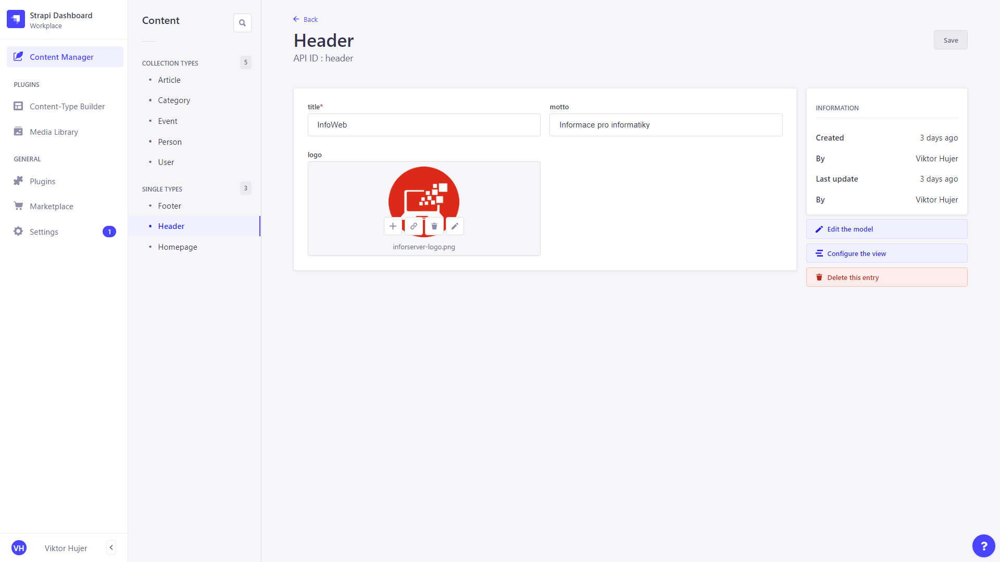 Strapi Dashboard
Workplace
Content Manager
PLUGINS
Content-Type Builder
Media Library
GENERAL
Plugins
Marketplace
Settings
1
VH
Viktor Hujer
Content
COLLECTION TYPES
5
Article
Category
Event
Person
User
SINGLE TYPES
3
Footer
Header
Homepage
Back
Header
API ID : header
Save
title*
InfoWeb
motto
Informace pro informatiky
logo
inforserver-logo.png
INFORMATION
Created
3 days ago
By
Viktor Hujer
Last update
3 days ago
By
Viktor Hujer
Edit the model
Configure the view
Delete this entry
?